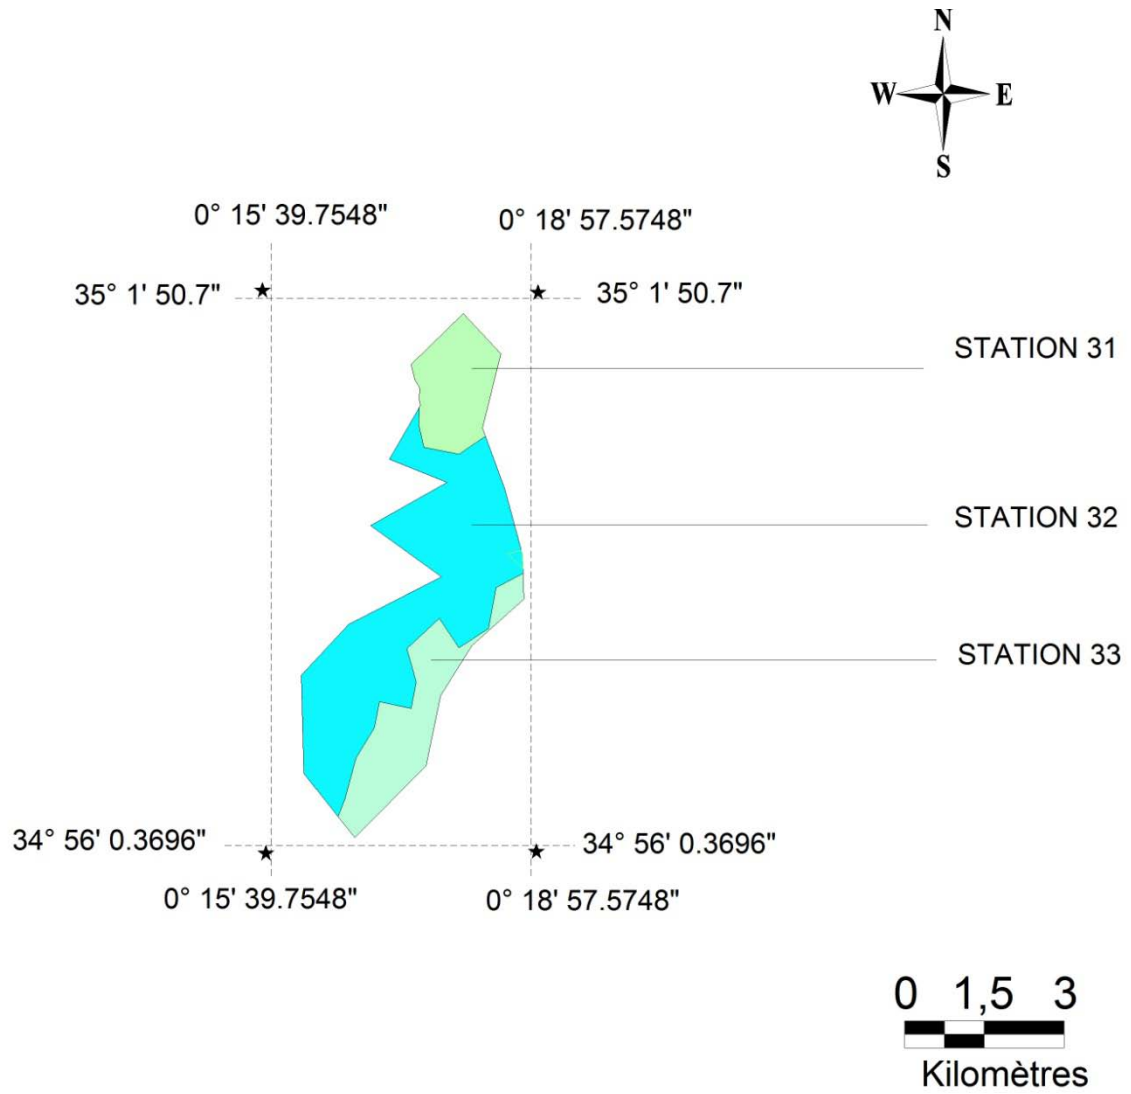 N
W E
S
0° 15' 39.7548" 0° 18' 57.5748"
35° 1' 50.7" 35° 1' 50.7"
STATION 31
STATION 32
STATION 33
34° 56' 0.3696" 34° 56' 0.3696"
0° 15' 39.7548" 0° 18' 57.5748"
0 1,5 3
Kilomètres